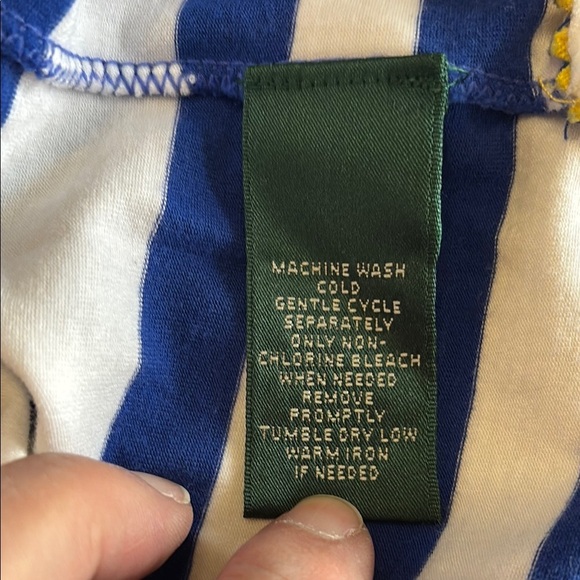 MACHINE WASH
COLD
GENTLE CYCLE
SEPARATELY
ONLY NON-
CHLORINE BLEACH
WHEN NEEDED
REMOVE
PROMPTLY
TUMBLE DRY LOW
WARM IRON
IF NEEDED